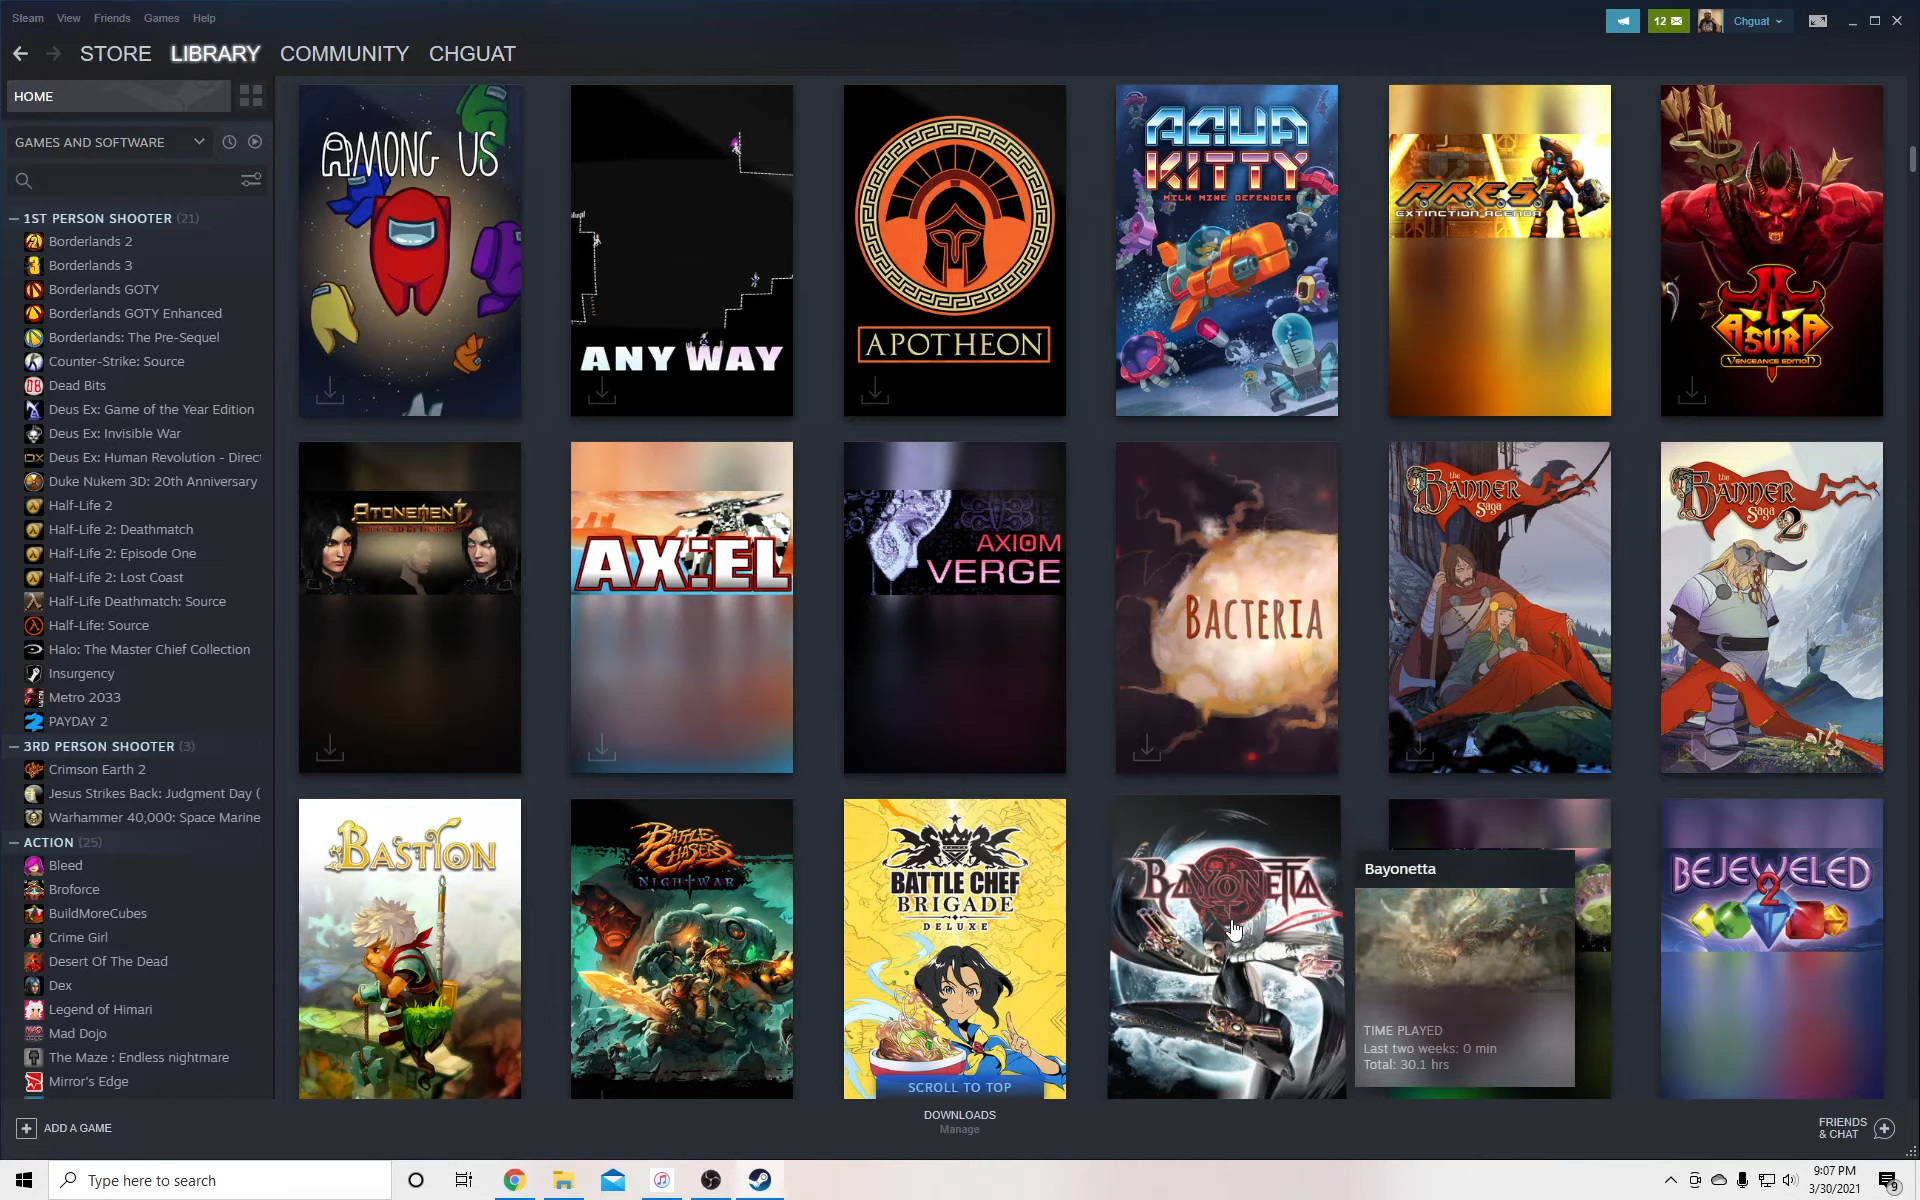 Steam View Friends Games Help
12 Chguat
STORE LIBRARY COMMUNITY CHGUAT
HOME
GAMES AND SOFTWARE
1ST PERSON SHOOTER (21)
Borderlands 2
Borderlands 3
Borderlands GOTY
Borderlands GOTY Enhanced
Borderlands: The Pre-Sequel
Counter-Strike: Source
Dead Bits
Deus Ex: Game of the Year Edition
Deus Ex: Invisible War
Deus Ex: Human Revolution - Direct
Duke Nukem 3D: 20th Anniversary
Half-Life 2
Half-Life 2: Deathmatch
Half-Life 2: Episode One
Half-Life 2: Lost Coast
Half-Life Deathmatch: Source
Half-Life: Source
Halo: The Master Chief Collection
Insurgency
Metro 2033
PAYDAY 2
3RD PERSON SHOOTER (3)
Crimson Earth 2
Jesus Strikes Back: Judgment Day (
Warhammer 40,000: Space Marine
ACTION (25)
Bleed
Broforce
BuildMoreCubes
Crime Girl
Desert Of The Dead
Dex
Legend of Himari
Mad Dojo
The Maze : Endless nightmare
Mirror's Edge
AMONG US
ANY WAY
APOTHEON
AQUA
KITTY
MILK MINE DEFENDER
A.R.E.S.
EXTINCTION AGENDA
ASURA
VENGEANCE EDITION
ATONEMENT
AXIEL
AXIOM
VERGE
BACTERIA
the
BANNER
Saga
the
BANNER
Saga 2
BASTION
BATTLE
CHASERS
NIGHTWAR
BATTLE CHEF
BRIGADE
DELUXE
BAYONETTA
Bayonetta
TIME PLAYED
Last two weeks: 0 min
Total: 30.1 hrs
BEJEWELED
2
SCROLL TO TOP
ADD A GAME
DOWNLOADS
Manage
FRIENDS
& CHAT
Type here to search
9:07 PM
3/30/2021
9